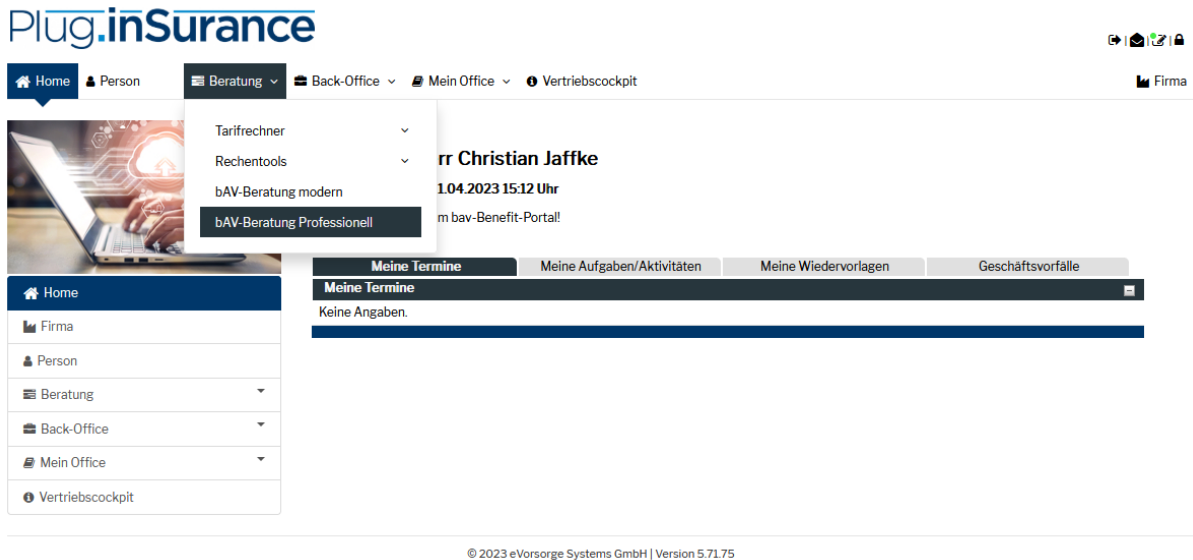 Plug.inSurance
Home Person Beratung Back-Office Mein Office Vertriebscockpit Firma
Tarifrechner
Rechentools
bAV-Beratung modern
bAV-Beratung Professionell
rr Christian Jaffke
1.04.2023 15:12 Uhr
m bav-Benefit-Portal!
Meine Termine Meine Aufgaben/Aktivitäten Meine Wiedervorlagen Geschäftsvorfälle
Meine Termine
Keine Angaben.
Home
Firma
Person
Beratung
Back-Office
Mein Office
Vertriebscockpit
© 2023 eVorsorge Systems GmbH | Version 5.71.75